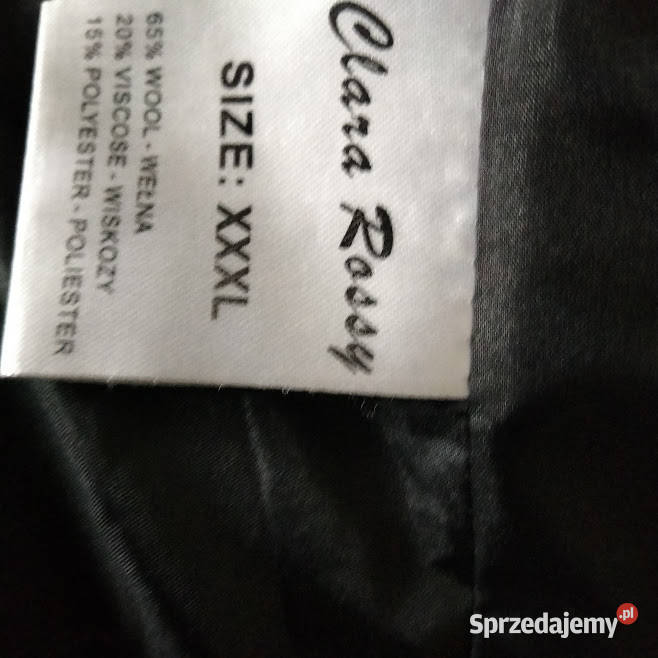 Clara Rossy
SIZE: XXXL
65% WOOL - WEŁNA
20% VISCOSE - WISKOZY
15% POLYESTER - POLIESTER
Sprzedajemy.pl